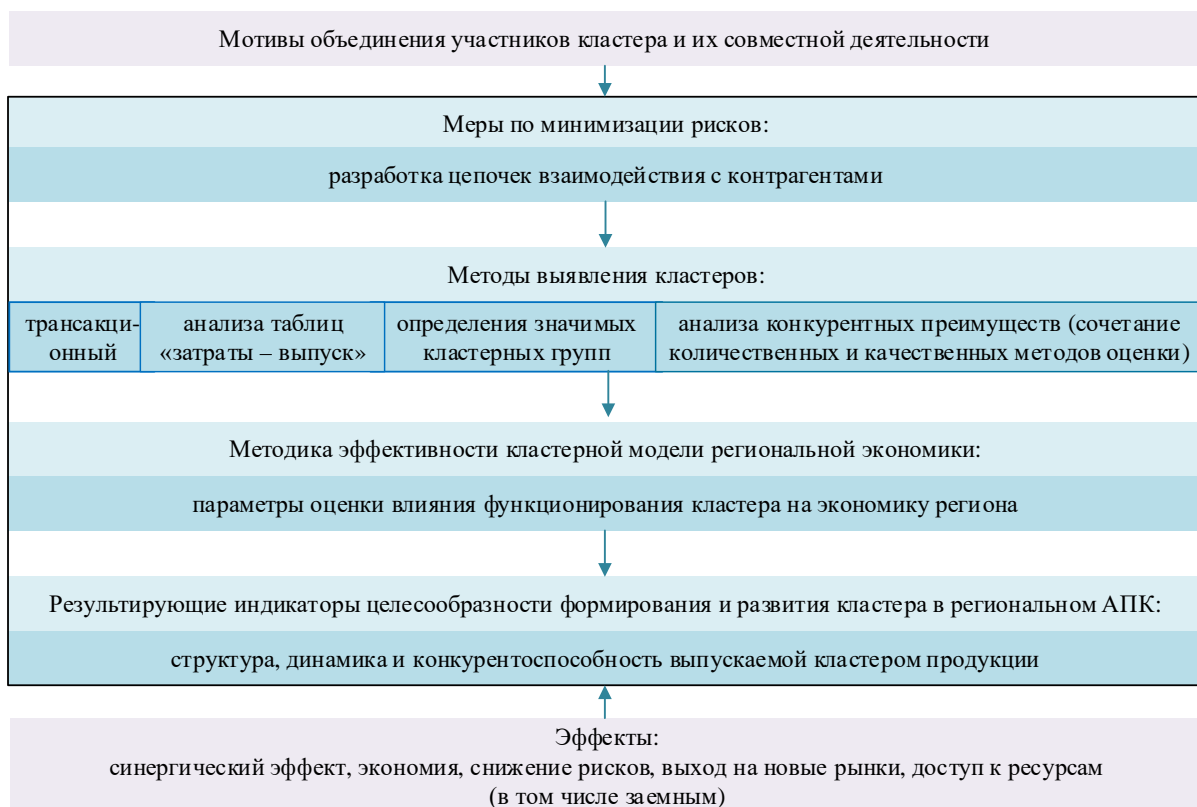 Мотивы объединения участников кластера и их совместной деятельности
Меры по минимизации рисков:
разработка цепочек взаимодействия с контрагентами
Методы выявления кластеров:
трансакци-
онный
анализа таблиц
«затраты – выпуск»
определения значимых
кластерных групп
анализа конкурентных преимуществ (сочетание
количественных и качественных методов оценки)
Методика эффективности кластерной модели региональной экономики:
параметры оценки влияния функционирования кластера на экономику региона
Результирующие индикаторы целесообразности формирования и развития кластера в региональном АПК:
структура, динамика и конкурентоспособность выпускаемой кластером продукции
Эффекты:
синергический эффект, экономия, снижение рисков, выход на новые рынки, доступ к ресурсам
(в том числе заемным)